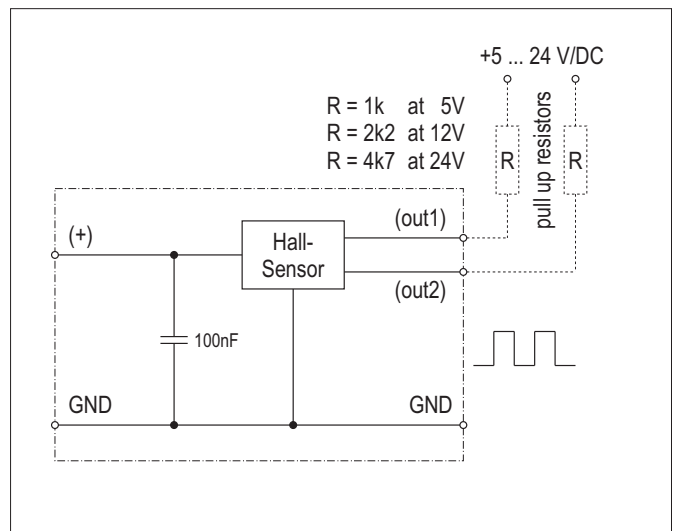 +5 ... 24 V/DC
R = 1k at 5V
R = 2k2 at 12V
R = 4k7 at 24V
R
R
pull up resistors
(+)
Hall-
Sensor
(out1)
(out2)
100nF
GND
GND